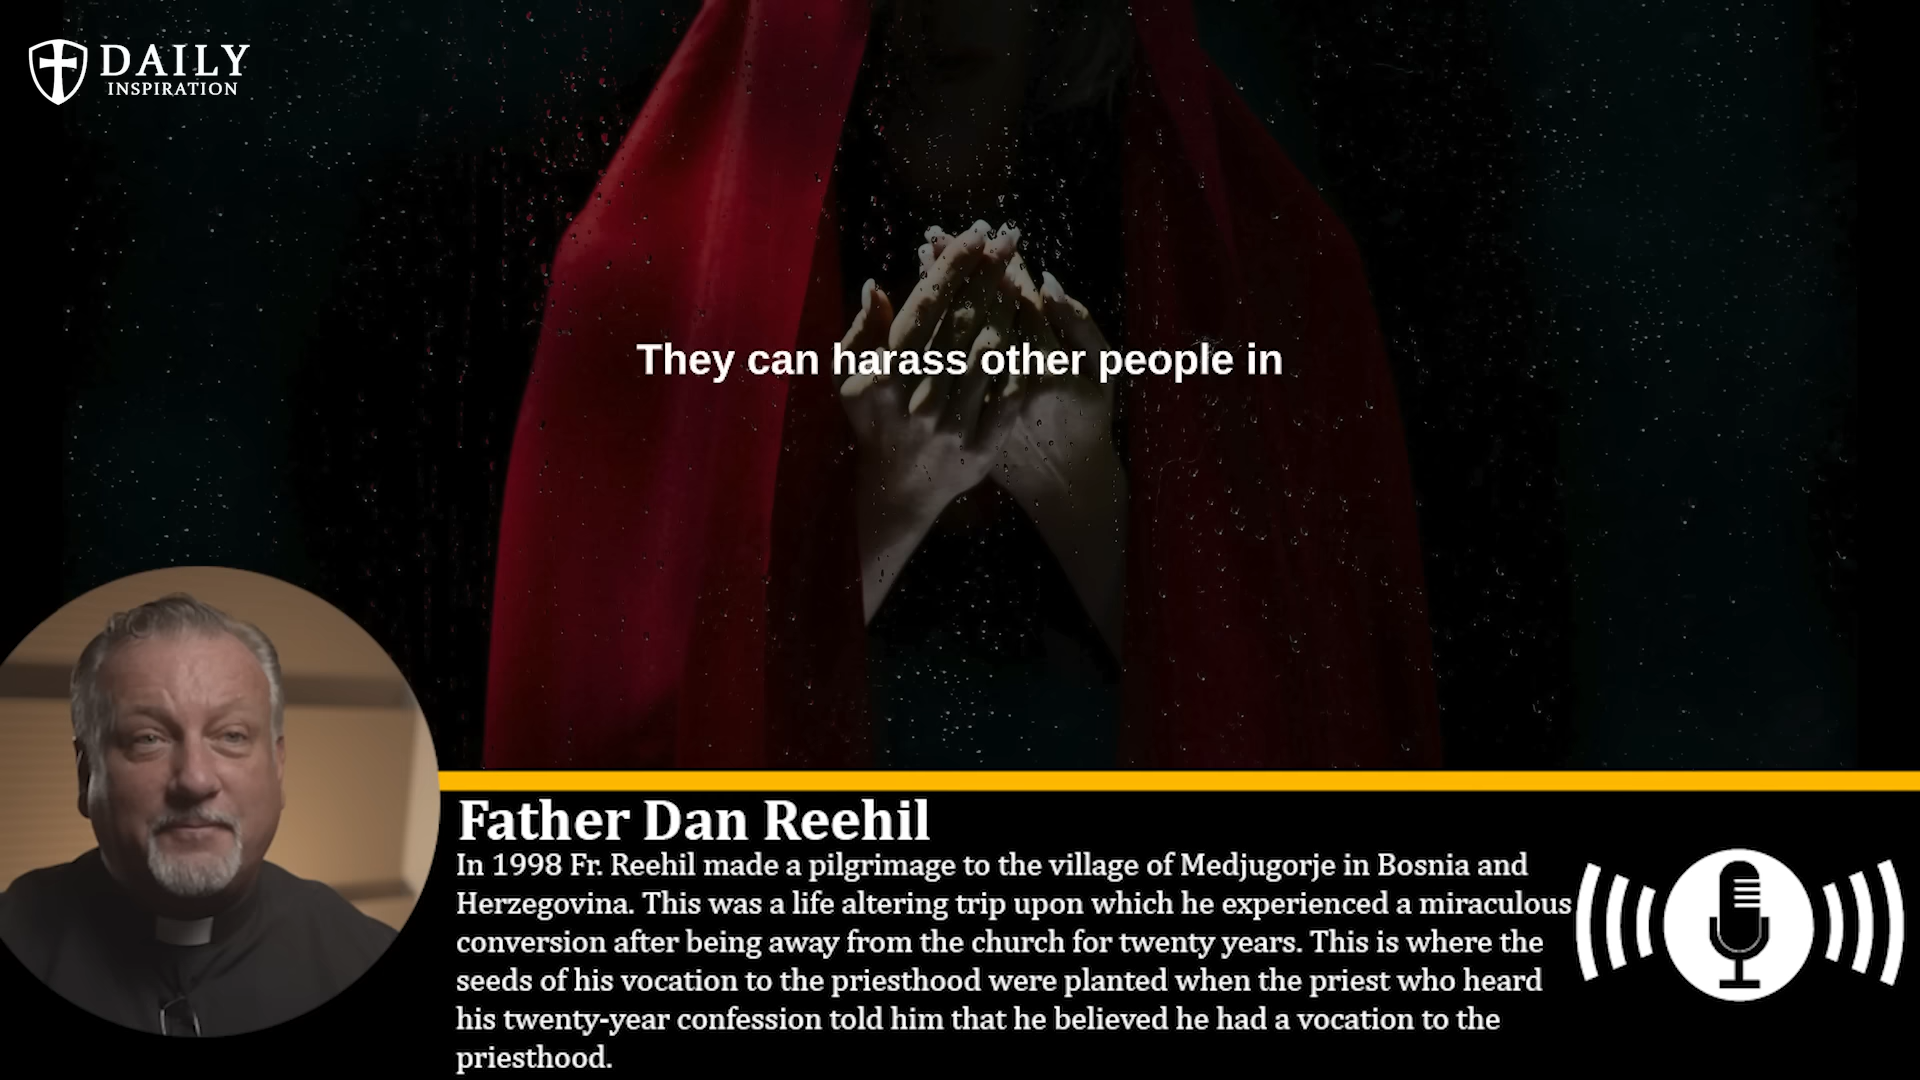 DAILY
INSPIRATION
They can harass other people in
Father Dan Reehil
In 1998 Fr. Reehil made a pilgrimage to the village of Medjugorje in Bosnia and
Herzegovina. This was a life altering trip upon which he experienced a miraculous
conversion after being away from the church for twenty years. This is where the
seeds of his vocation to the priesthood were planted when the priest who heard
his twenty-year confession told him that he believed he had a vocation to the
priesthood.